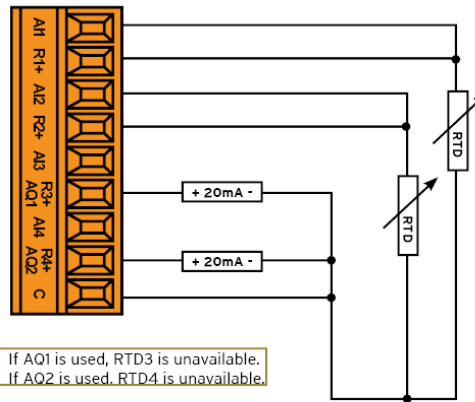 AI1
R1+
AI2
R2+
AI3
R3+
AQ1
AI4
R4+
AQ2
C
RTD
RTD
+ 20mA -
+ 20mA -
If AQ1 is used, RTD3 is unavailable.
If AQ2 is used. RTD4 is unavailable.